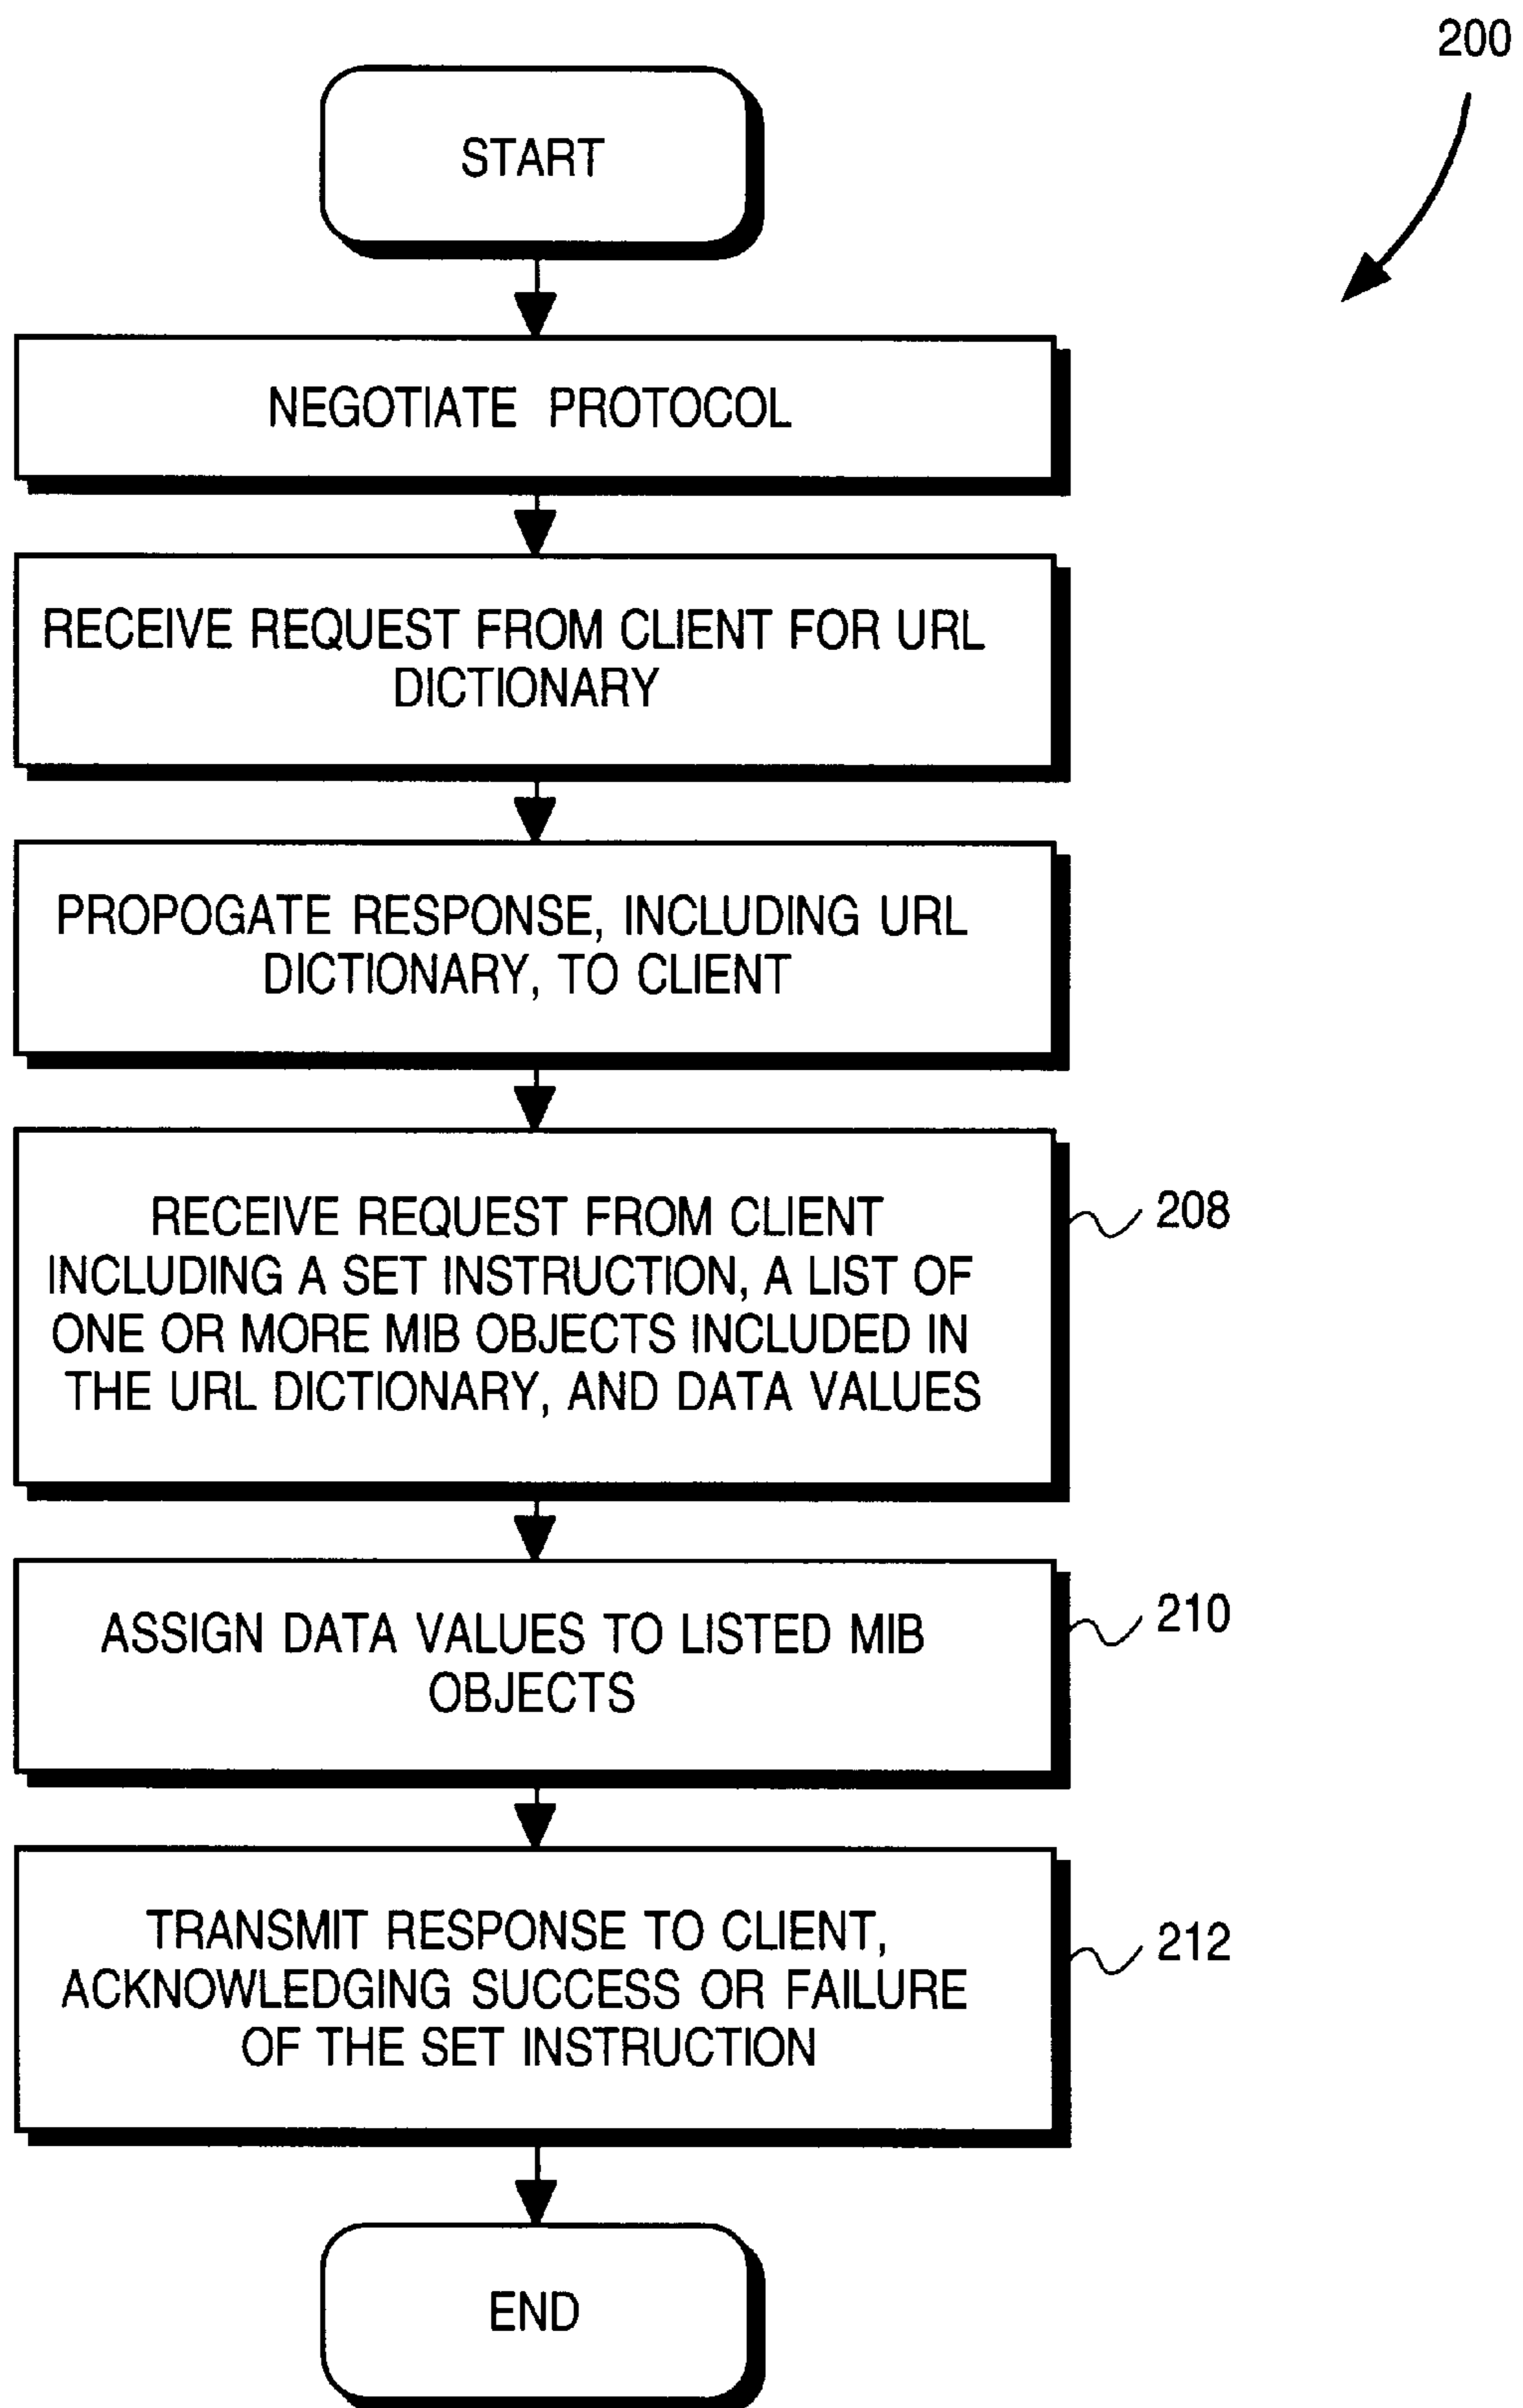 200
START
NEGOTIATE PROTOCOL
RECEIVE REQUEST FROM CLIENT FOR URL
DICTIONARY
PROPOGATE RESPONSE, INCLUDING URL
DICTIONARY, TO CLIENT
RECEIVE REQUEST FROM CLIENT
INCLUDING A SET INSTRUCTION, A LIST OF
ONE OR MORE MIB OBJECTS INCLUDED IN
THE URL DICTIONARY, AND DATA VALUES
208
ASSIGN DATA VALUES TO LISTED MIB
OBJECTS
210
TRANSMIT RESPONSE TO CLIENT,
ACKNOWLEDGING SUCCESS OR FAILURE
OF THE SET INSTRUCTION
212
END